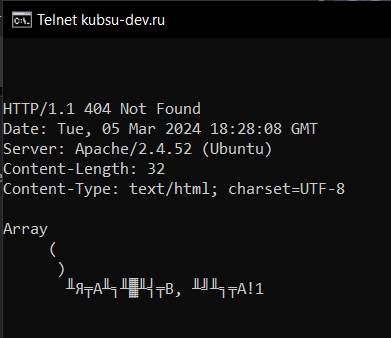 Telnet kubsu-dev.ru
HTTP/1.1 404 Not Found
Date: Tue, 05 Mar 2024 18:28:08 GMT
Server: Apache/2.4.52 (Ubuntu)
Content-Length: 32
Content-Type: text/html; charset=UTF-8
Array
(
)
╨Я╤А╨╕╨▓╨╡╤В, ╨╝╨╕╤А!1